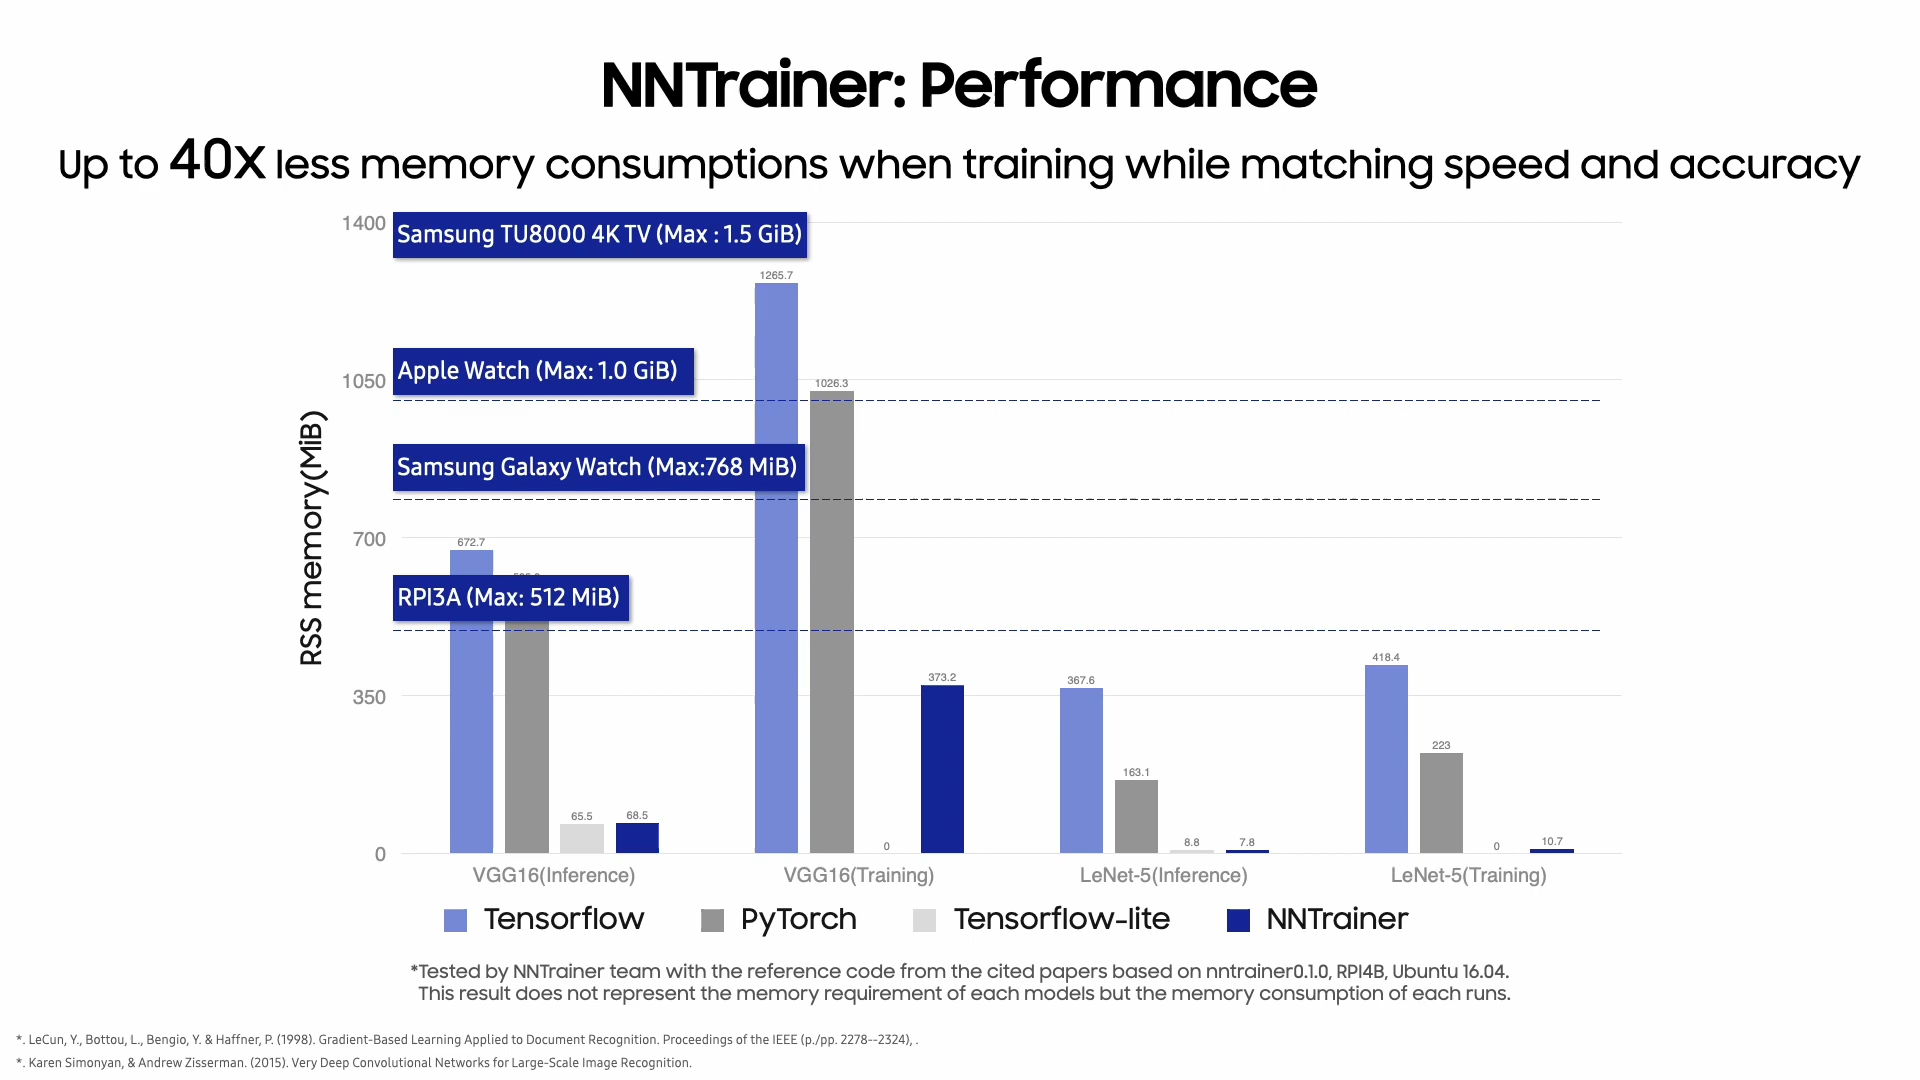 NNTrainer: Performance
Up to 40x less memory consumptions when training while matching speed and accuracy
1400
Samsung TU8000 4K TV (Max : 1.5 GiB)
1265.7
Apple Watch (Max: 1.0 GiB)
1050
1026.3
Samsung Galaxy Watch (Max:768 MiB)
RSS memory(MiB)
700
672.7
RPI3A (Max: 512 MiB)
418.4
373.2
367.6
350
223
163.1
65.5
68.5
0
8.8
7.8
0
10.7
0
VGG16(Inference)
VGG16(Training)
LeNet-5(Inference)
LeNet-5(Training)
Tensorflow
PyTorch
Tensorflow-lite
NNTrainer
*Tested by NNTrainer team with the reference code from the cited papers based on nntrainer0.1.0, RPI4B, Ubuntu 16.04.
This result does not represent the memory requirement of each models but the memory consumption of each runs.
*. LeCun, Y., Bottou, L., Bengio, Y. & Haffner, P. (1998). Gradient-Based Learning Applied to Document Recognition. Proceedings of the IEEE (p./pp. 2278--2324), .
*. Karen Simonyan, & Andrew Zisserman. (2015). Very Deep Convolutional Networks for Large-Scale Image Recognition.